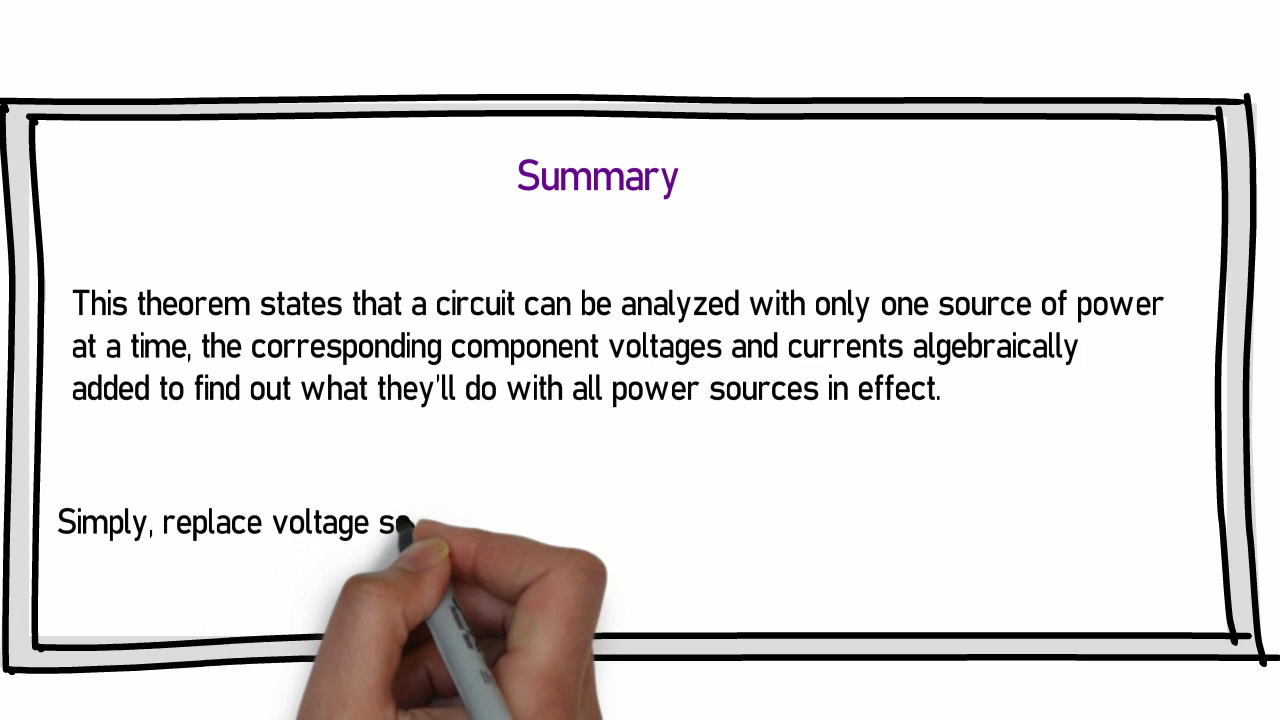 Summary
This theorem states that a circuit can be analyzed with only one source of power
at a time, the corresponding component voltages and currents algebraically
added to find out what they'll do with all power sources in effect.
Simply, replace voltage so